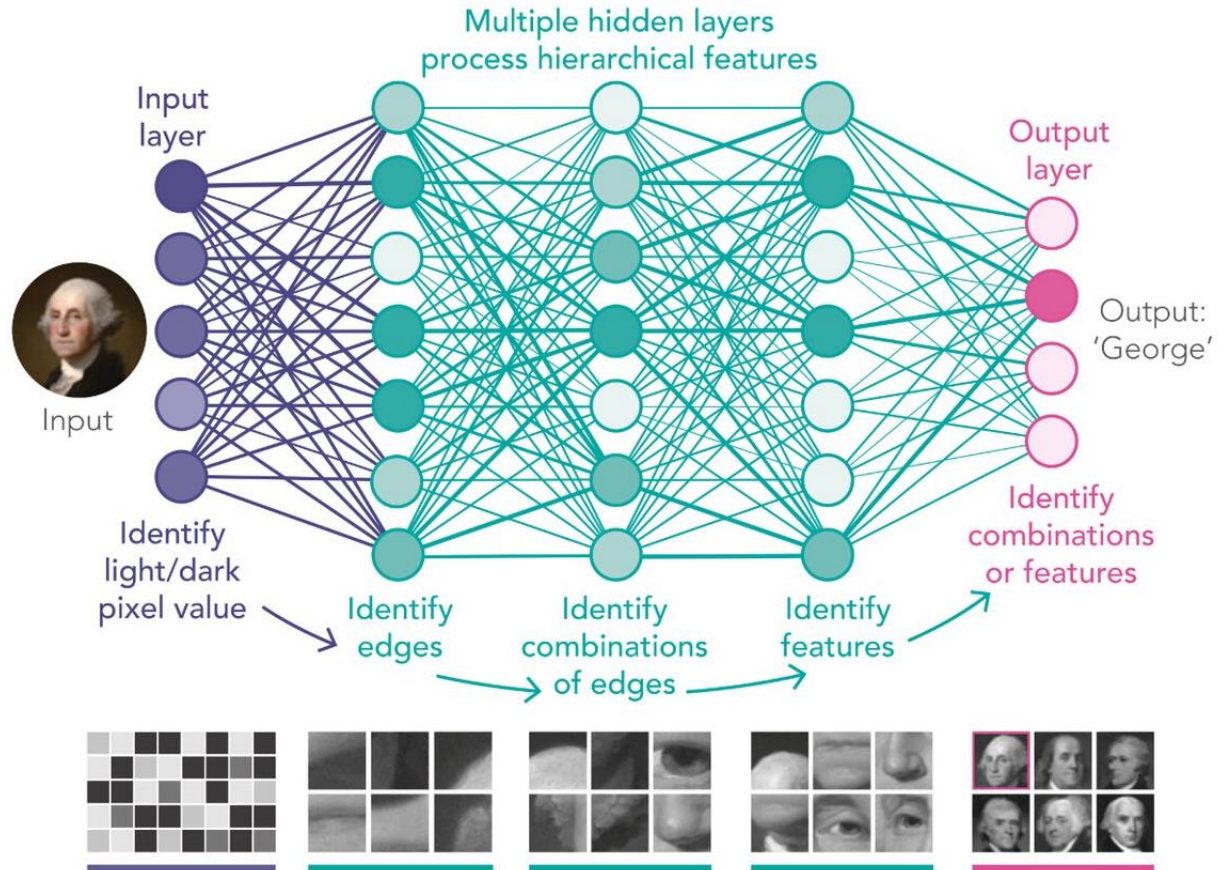 Multiple hidden layers
process hierarchical features
Input
layer
Output
layer
Input
Output:
'George'
Identify
light/dark
pixel value
Identify
edges
Identify
combinations
of edges
Identify
features
Identify
combinations
or features